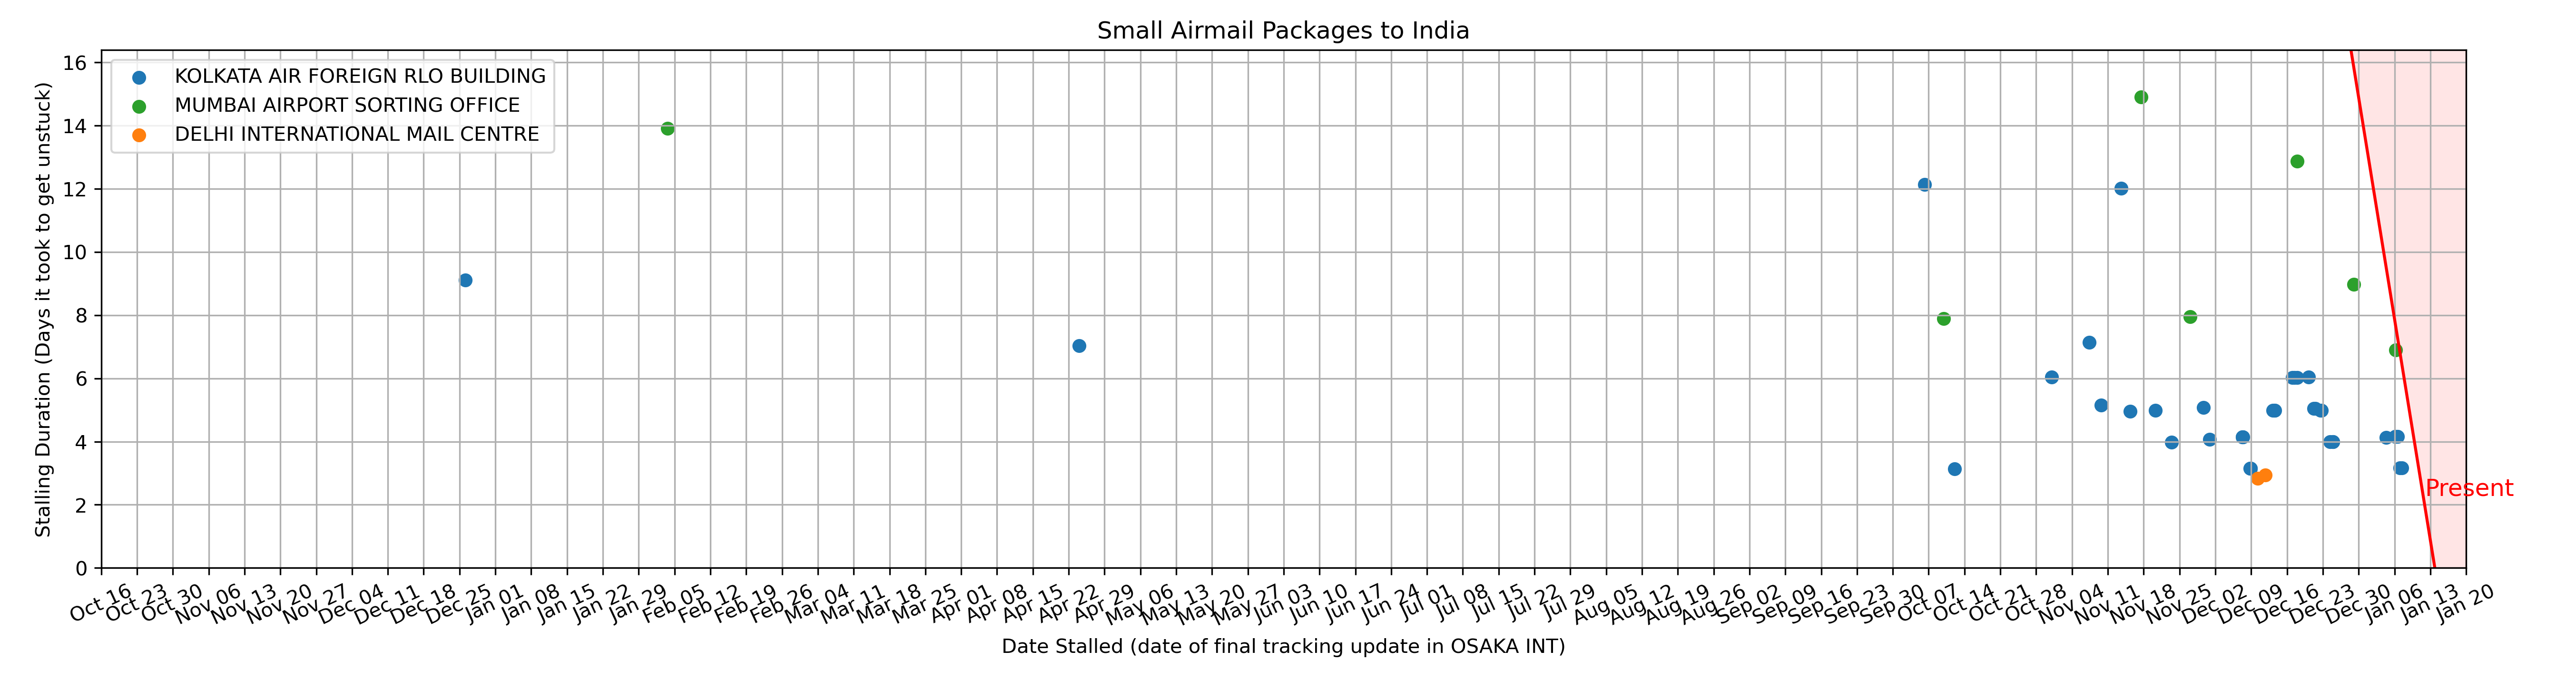 Small Airmail Packages to India
KOLKATA AIR FOREIGN RLO BUILDING
MUMBAI AIRPORT SORTING OFFICE
DELHI INTERNATIONAL MAIL CENTRE
Stalling Duration (Days it took to get unstuck)
16
14
12
10
8
6
4
2
0
Present
Oct 16
Oct 23
Oct 30
Nov 06
Nov 13
Nov 20
Nov 27
Dec 04
Dec 11
Dec 18
Dec 25
Jan 01
Jan 08
Jan 15
Jan 22
Jan 29
Feb 05
Feb 12
Feb 19
Feb 26
Mar 04
Mar 11
Mar 18
Mar 25
Apr 01
Apr 08
Apr 15
Apr 22
Apr 29
May 06
May 13
May 20
May 27
Jun 03
Jun 10
Jun 17
Jun 24
Jul 01
Jul 08
Jul 15
Jul 22
Jul 29
Aug 05
Aug 12
Aug 19
Aug 26
Sep 02
Sep 09
Sep 16
Sep 23
Sep 30
Oct 07
Oct 14
Oct 21
Oct 28
Nov 04
Nov 11
Nov 18
Nov 25
Dec 02
Dec 09
Dec 16
Dec 23
Dec 30
Jan 06
Jan 13
Jan 20
Date Stalled (date of final tracking update in OSAKA INT)